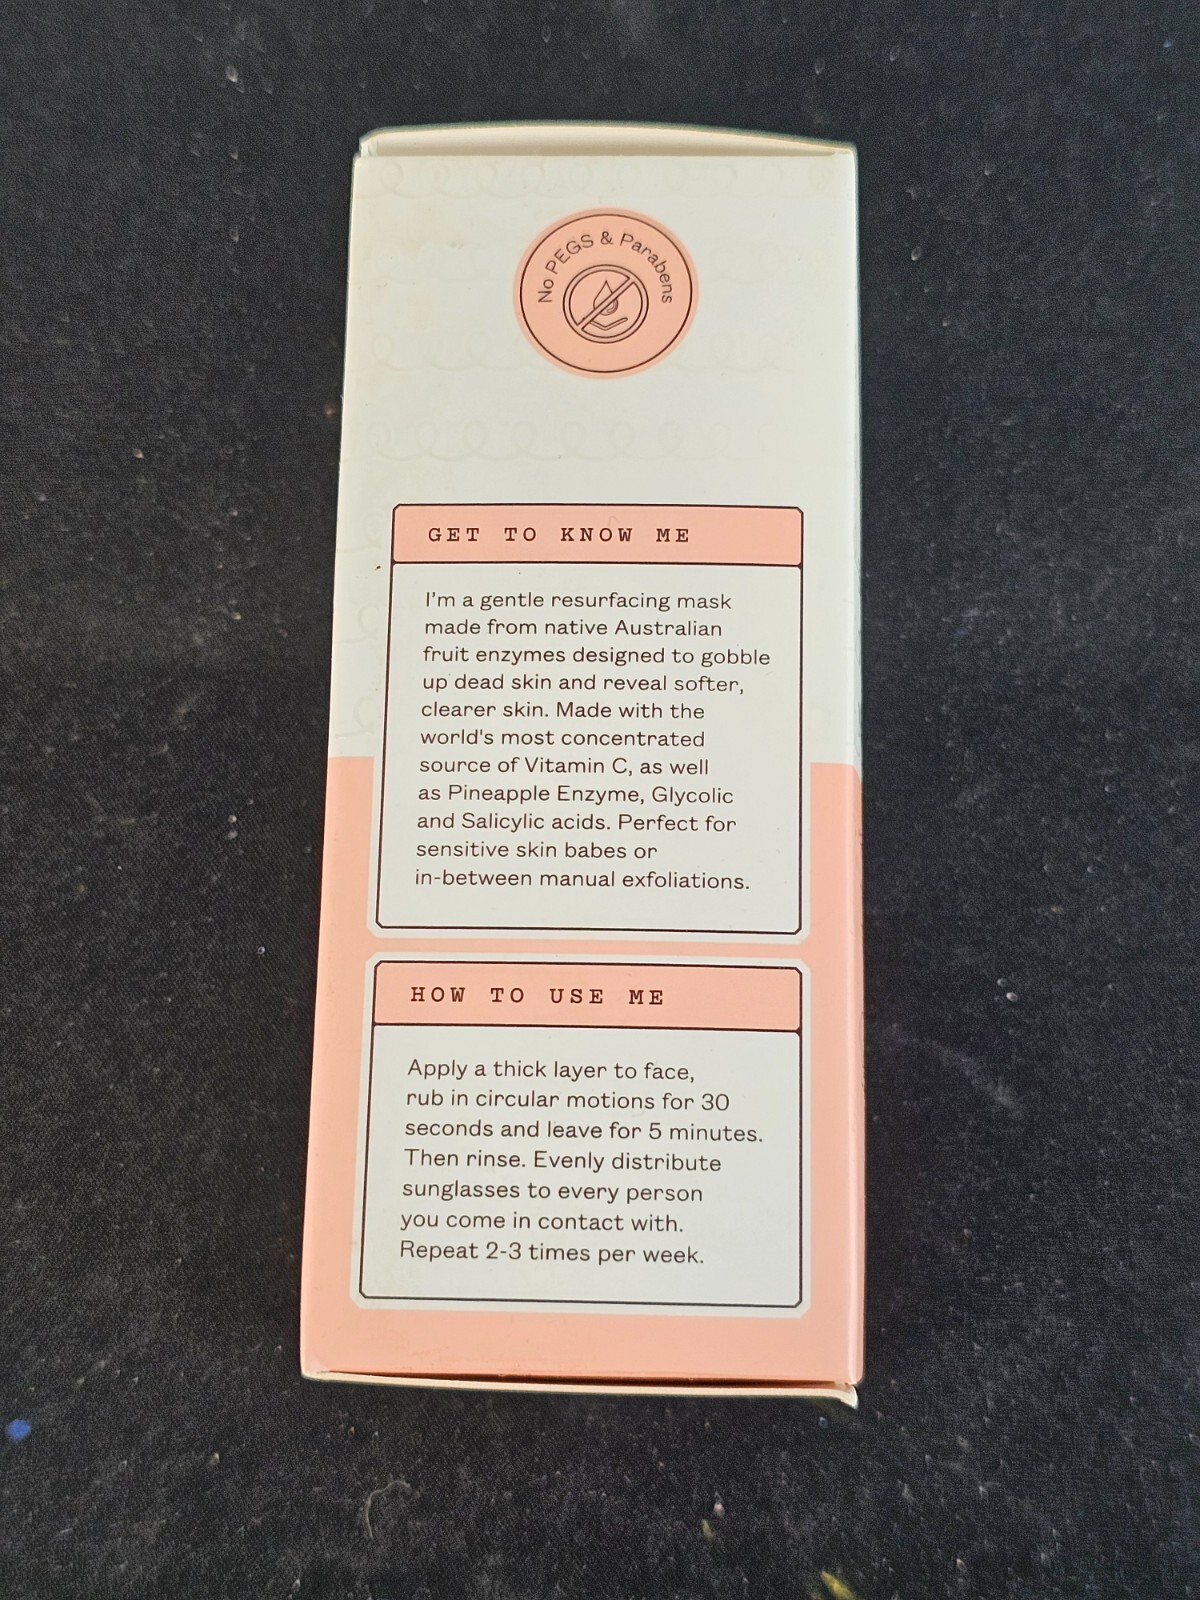 No PEGS & Parabens
GET TO KNOW ME
I'm a gentle resurfacing mask
made from native Australian
fruit enzymes designed to gobble
up dead skin and reveal softer,
clearer skin. Made with the
world's most concentrated
source of Vitamin C, as well
as Pineapple Enzyme, Glycolic
and Salicylic acids. Perfect for
sensitive skin babes or
in-between manual exfoliations.
HOW TO USE ME
Apply a thick layer to face,
rub in circular motions for 30
seconds and leave for 5 minutes.
Then rinse. Evenly distribute
sunglasses to every person
you come in contact with.
Repeat 2-3 times per week.